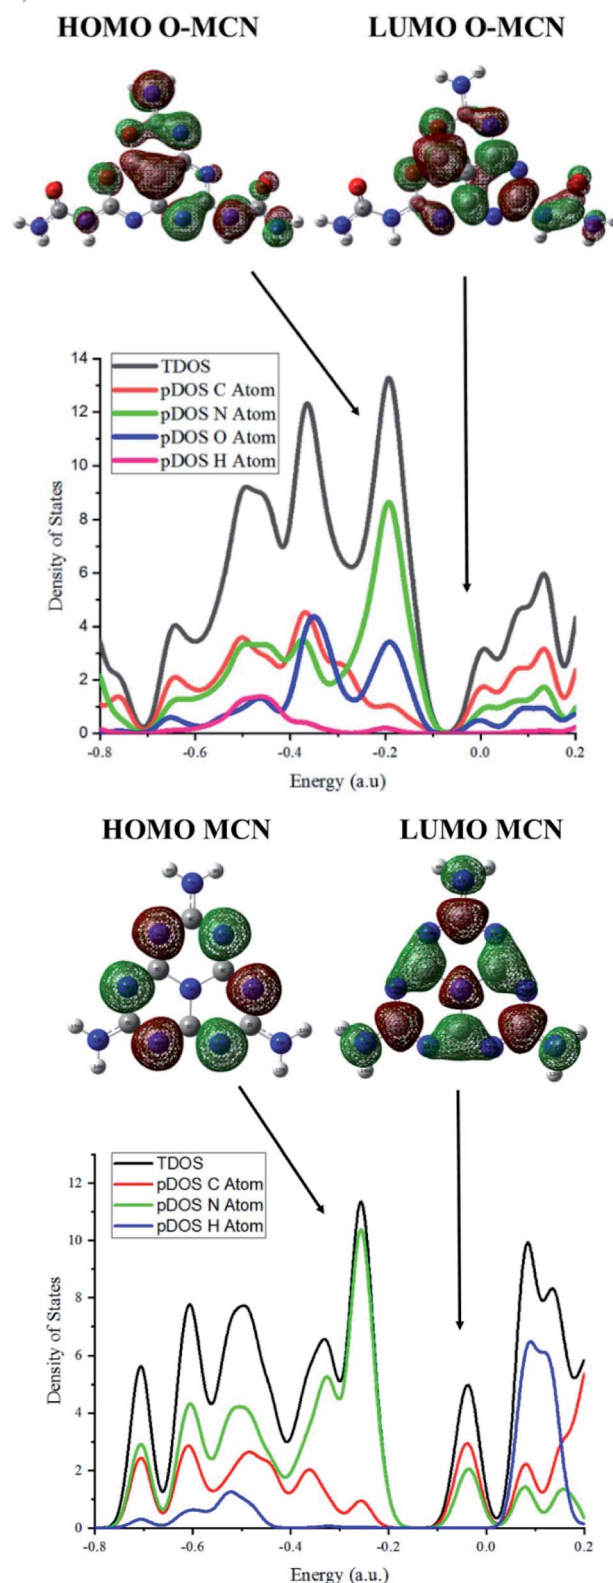 HOMO O-MCN LUMO O-MCN
14
12
10
8
6
4
2
0
Density of States
TDOS
pDOS C Atom
pDOS N Atom
pDOS O Atom
pDOS H Atom
-0.8 -0.6 -0.4 -0.2 0.0 0.2
Energy (a.u)
HOMO MCN LUMO MCN
12
10
8
6
4
2
0
Density of States
TDOS
pDOS C Atom
pDOS N Atom
pDOS H Atom
-0.8 -0.6 -0.4 -0.2 0.0 0.2
Energy (a.u.)